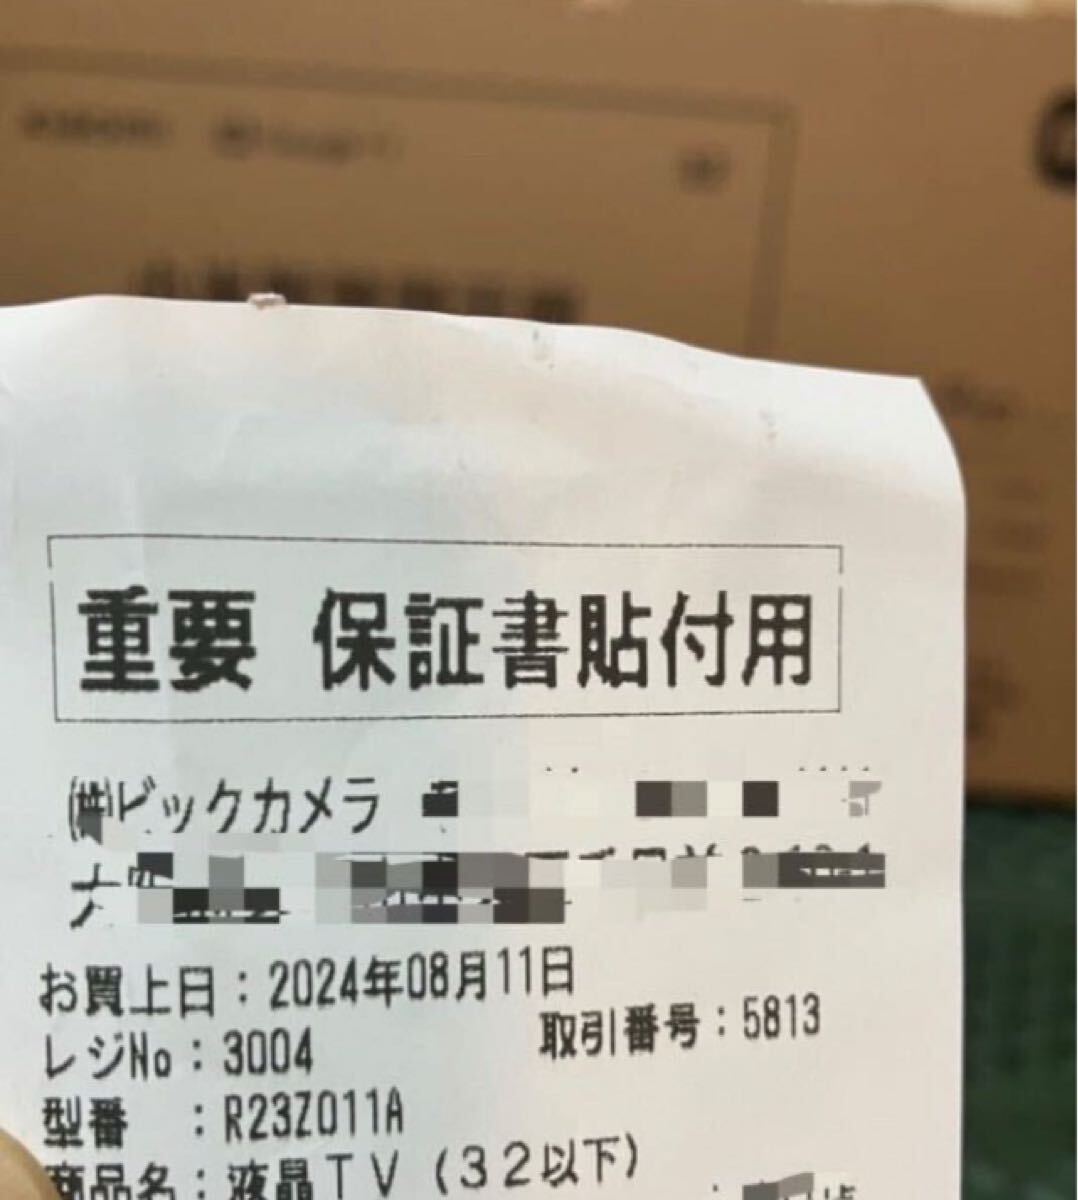 重要 保証書貼付用
(株)ビックカメラ
お買上日：2024年08月11日
レジNo：3004 取引番号：5813
型番 ：R23Z011A
商品名：液晶TV(32以下)